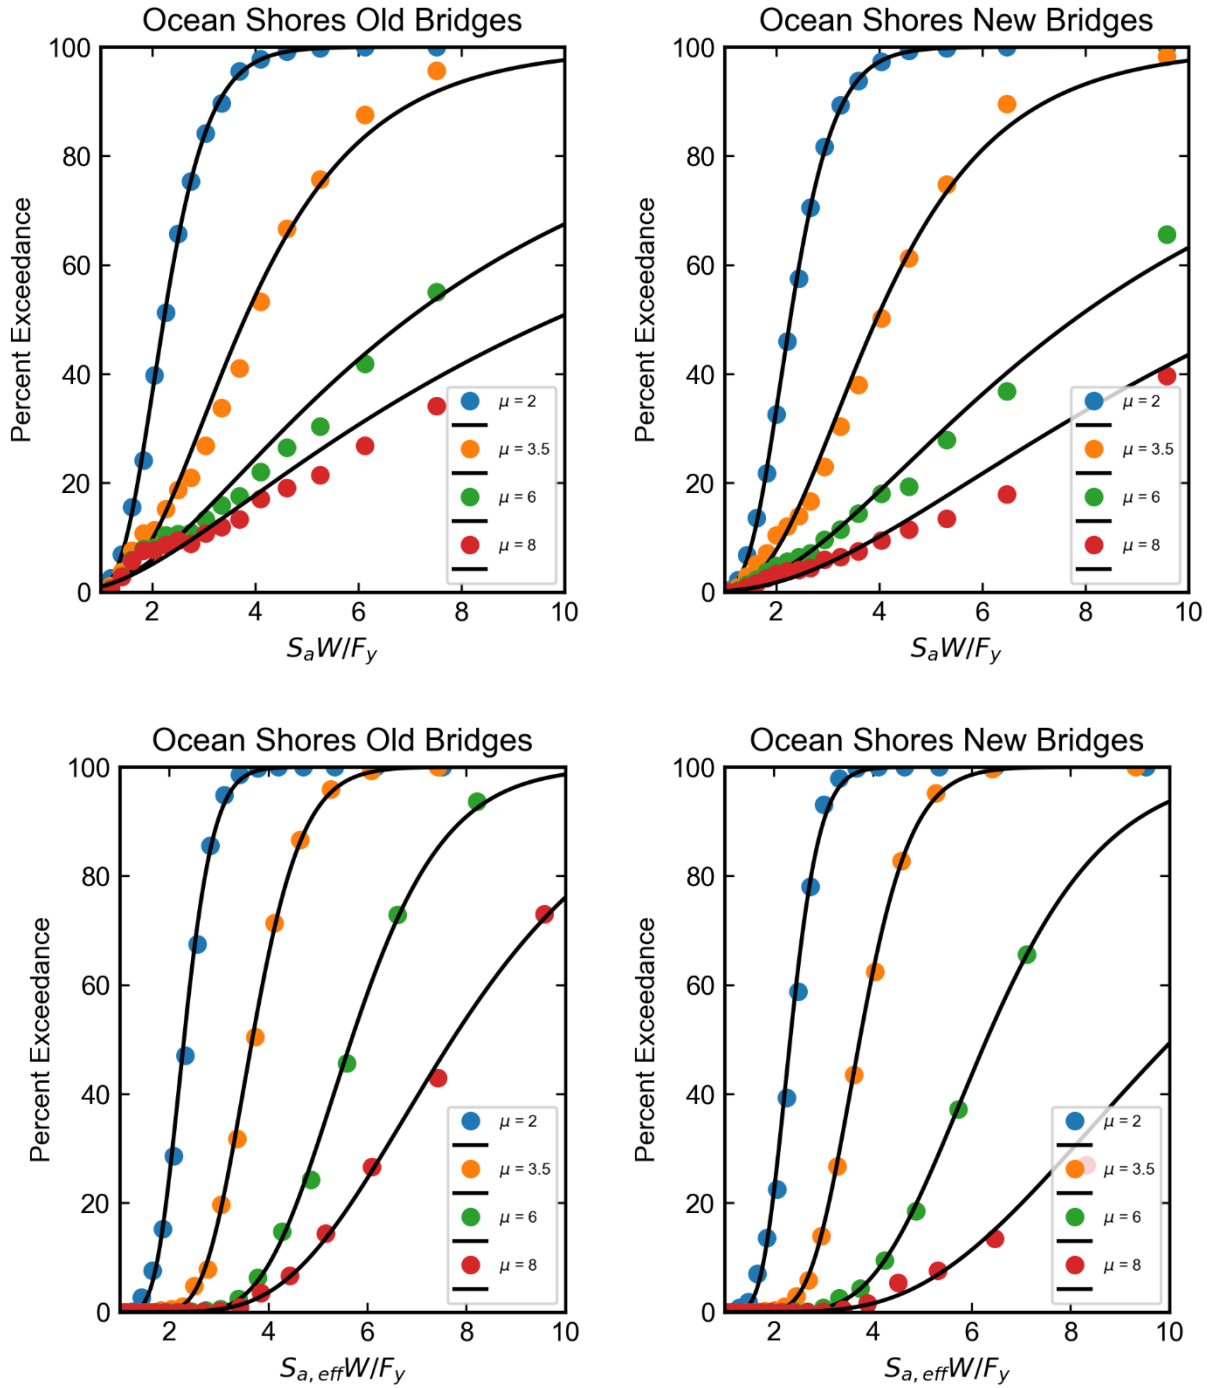 Ocean Shores Old Bridges
100
80
60
40
20
0
Percent Exceedance
2 4 6 8 10
SₐW/Fᵧ
μ = 2
μ = 3.5
μ = 6
μ = 8
Ocean Shores New Bridges
100
80
60
40
20
0
Percent Exceedance
2 4 6 8 10
SₐW/Fᵧ
μ = 2
μ = 3.5
μ = 6
μ = 8
Ocean Shores Old Bridges
100
80
60
40
20
0
Percent Exceedance
2 4 6 8 10
Sₐ,effW/Fᵧ
μ = 2
μ = 3.5
μ = 6
μ = 8
Ocean Shores New Bridges
100
80
60
40
20
0
Percent Exceedance
2 4 6 8 10
Sₐ,effW/Fᵧ
μ = 2
μ = 3.5
μ = 6
μ = 8